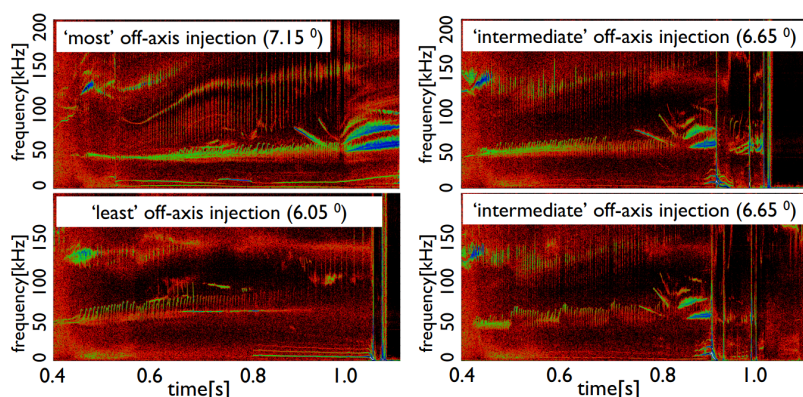 'most' off-axis injection (7.15 ⁰)
frequency[kHz]
200
150
100
50
0
'intermediate' off-axis injection (6.65 ⁰)
frequency[kHz]
200
150
100
50
0
'least' off-axis injection (6.05 ⁰)
frequency[kHz]
150
100
50
0
0.4
0.6
0.8
1.0
time[s]
'intermediate' off-axis injection (6.65 ⁰)
frequency[kHz]
150
100
50
0
0.4
0.6
0.8
1.0
time[s]